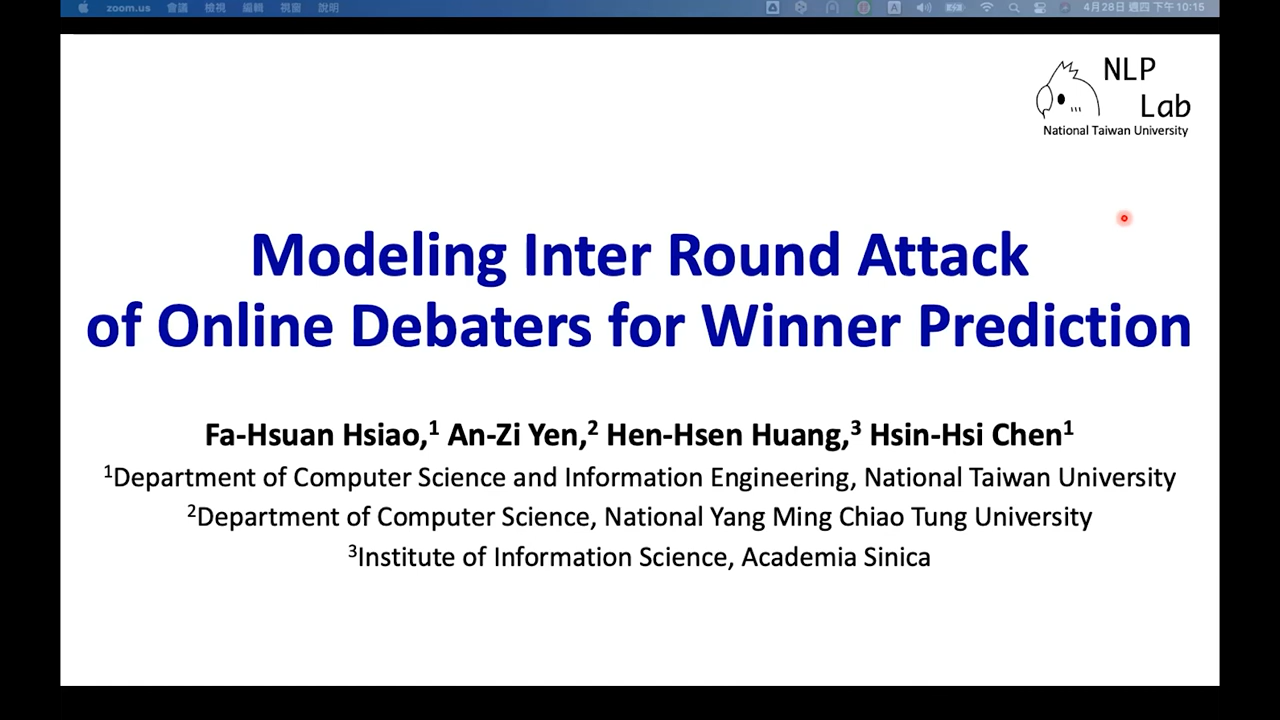 zoom.us 會議 檢視 編輯 視窗 說明 A 4月28日 週四 下午10:15
NLP
Lab
National Taiwan University
Modeling Inter Round Attack
of Online Debaters for Winner Prediction
Fa-Hsuan Hsiao,1 An-Zi Yen,2 Hen-Hsen Huang,3 Hsin-Hsi Chen1
1Department of Computer Science and Information Engineering, National Taiwan University
2Department of Computer Science, National Yang Ming Chiao Tung University
3Institute of Information Science, Academia Sinica